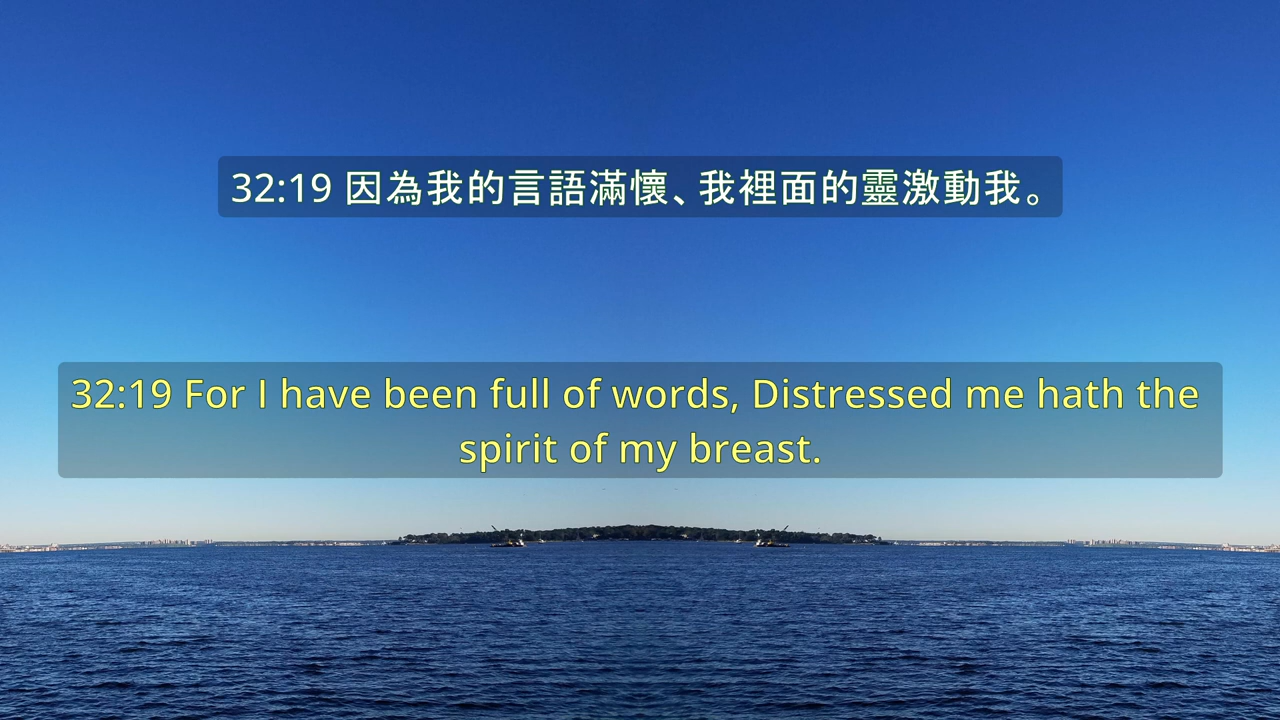 32:19 因為我的言語滿懷、我裡面的靈激動我。
32:19 For I have been full of words, Distressed me hath the
spirit of my breast.